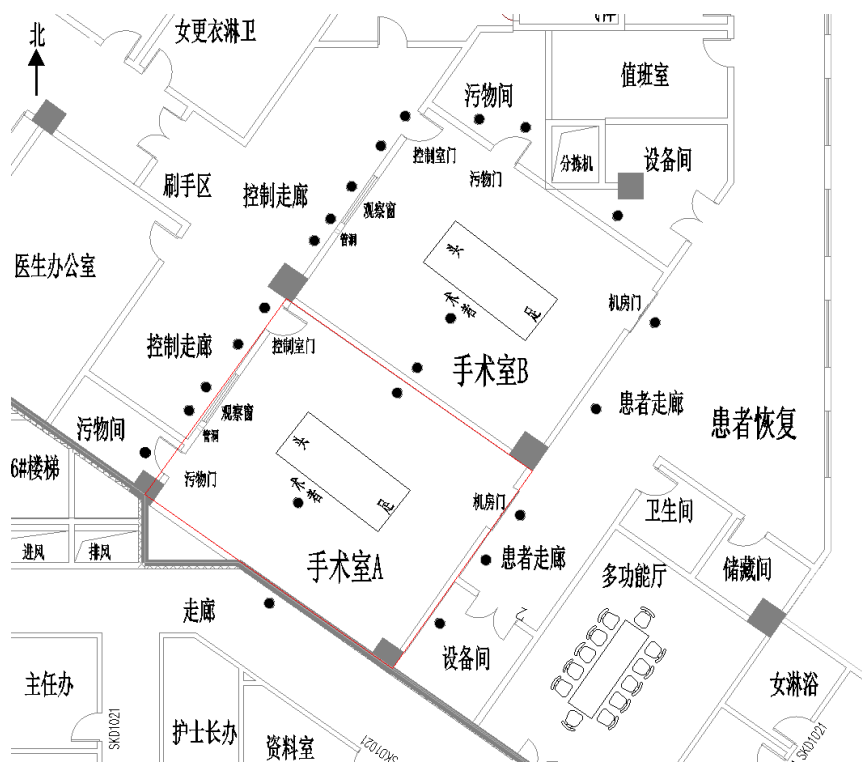 北
女更衣淋卫
污物间
值班室
控制室门
污物门
分拣机
设备间
刷手区
控制走廊
观察窗
管洞
医生办公室
头
术者
足
机房门
手术室B
控制走廊
控制室门
患者走廊
患者恢复
观察窗
管洞
污物间
6#楼梯
污物门
头
术者
足
机房门
卫生间
进风
排风
手术室A
患者走廊
多功能厅
储藏间
走廊
设备间
主任办
护士长办
资料室
女淋浴
SKD1021
SKD1021
SKD1021